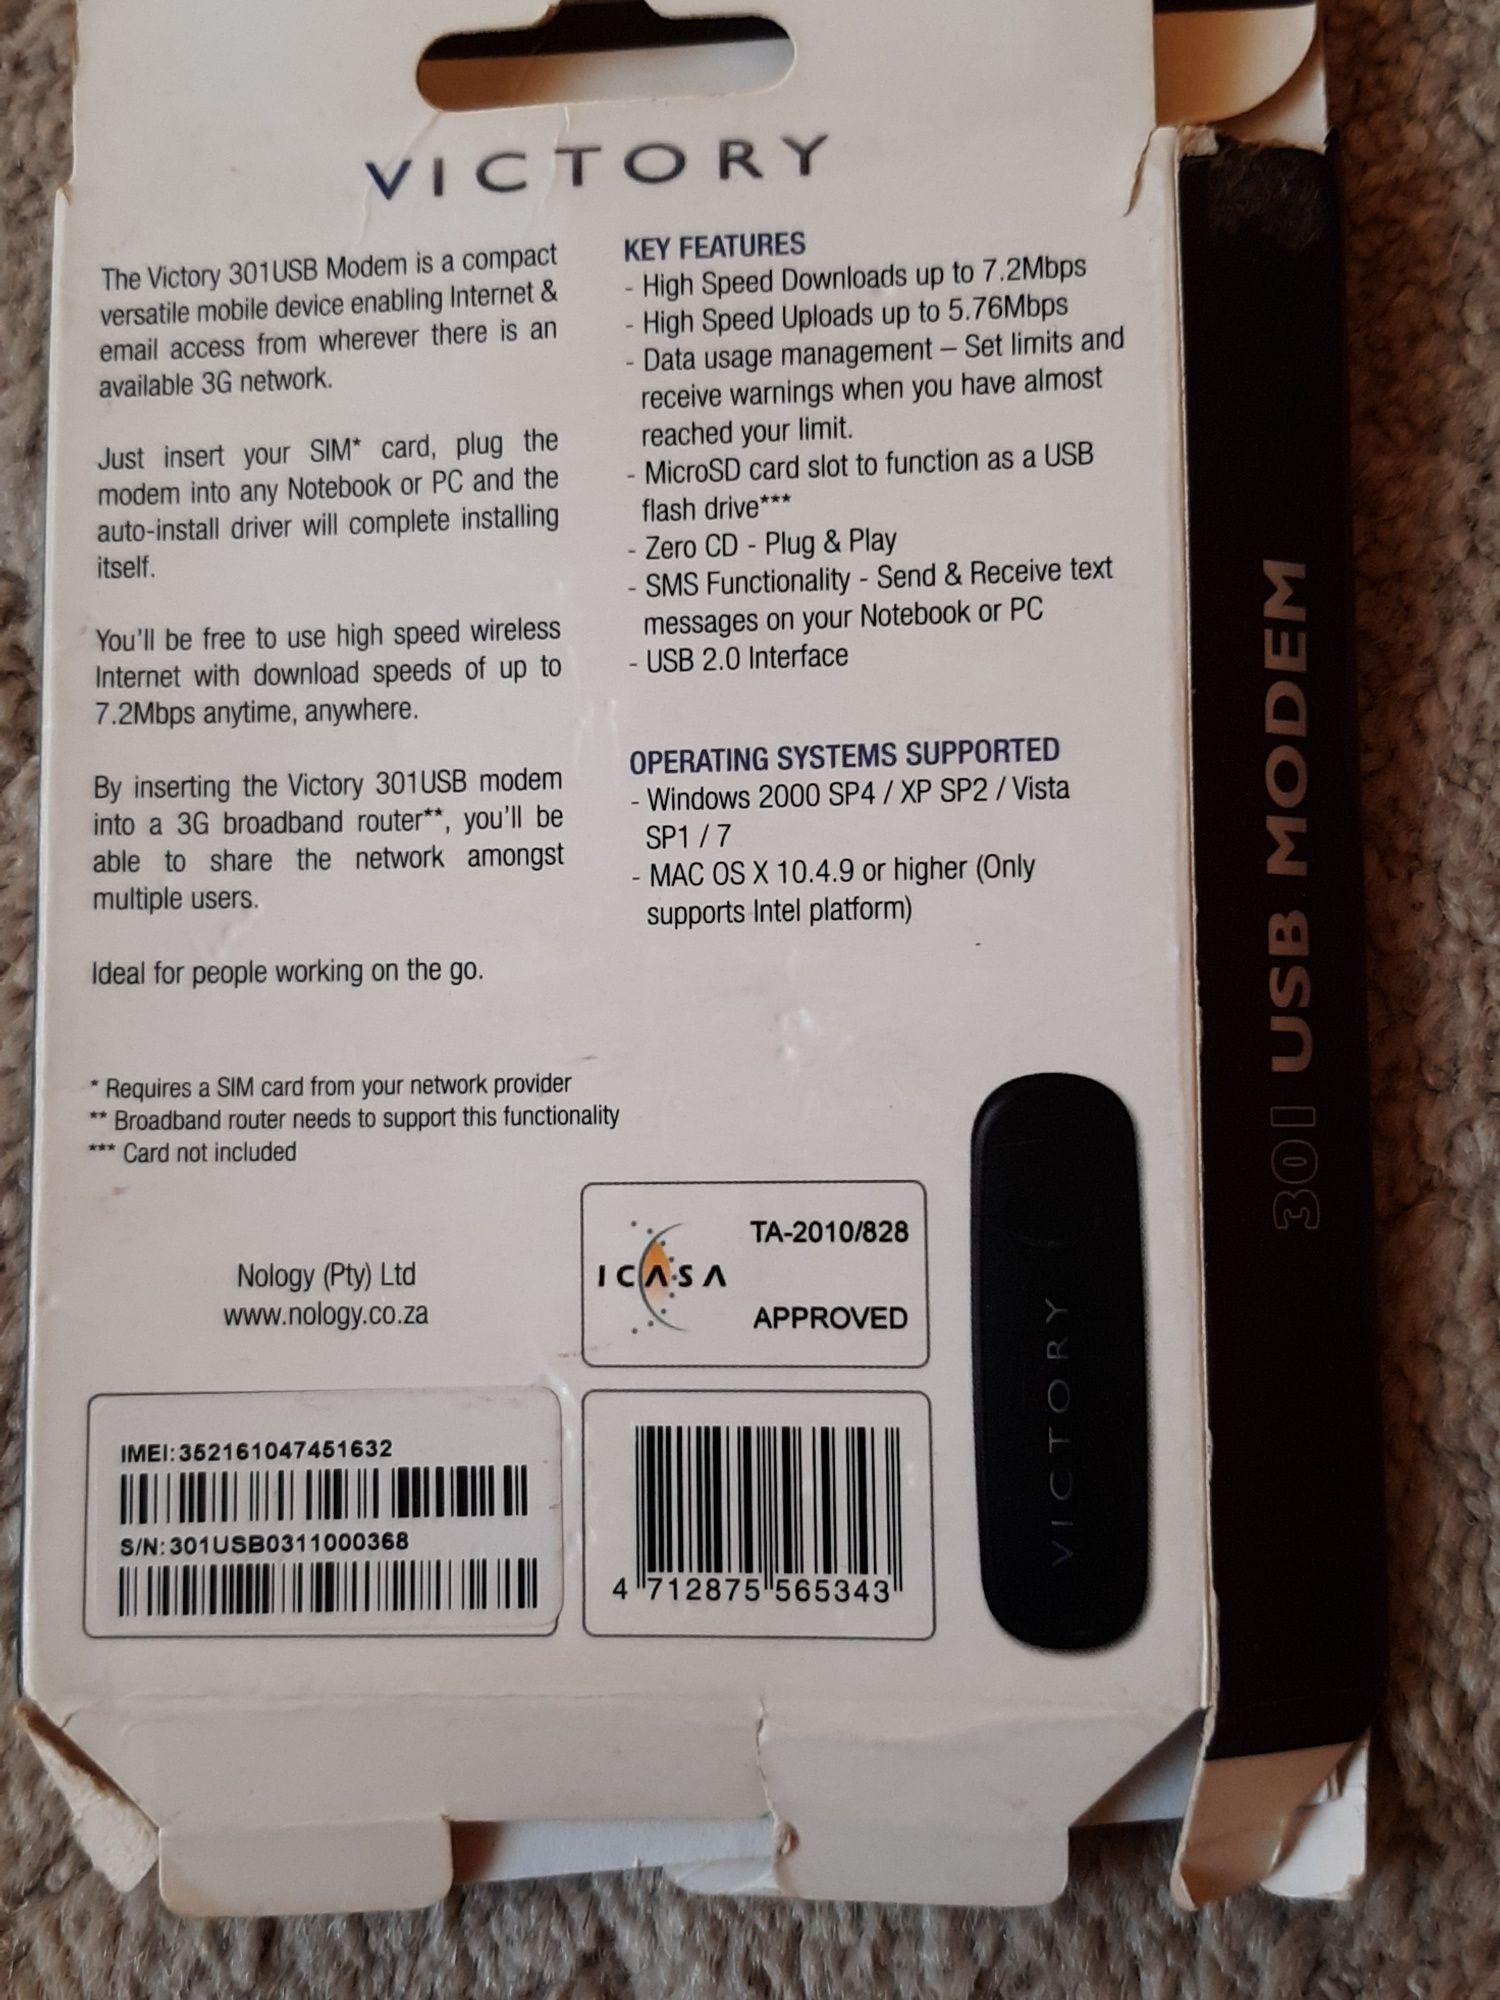 VICTORY
The Victory 301USB Modem is a compact
versatile mobile device enabling Internet &
email access from wherever there is an
available 3G network.
Just insert your SIM* card, plug the
modem into any Notebook or PC and the
auto-install driver will complete installing
itself.
You'll be free to use high speed wireless
Internet with download speeds of up to
7.2Mbps anytime, anywhere.
By inserting the Victory 301USB modem
into a 3G broadband router**, you'll be
able to share the network amongst
multiple users.
Ideal for people working on the go.
KEY FEATURES
- High Speed Downloads up to 7.2Mbps
- High Speed Uploads up to 5.76Mbps
- Data usage management – Set limits and
receive warnings when you have almost
reached your limit.
- MicroSD card slot to function as a USB
flash drive***
- Zero CD - Plug & Play
- SMS Functionality - Send & Receive text
messages on your Notebook or PC
- USB 2.0 Interface
OPERATING SYSTEMS SUPPORTED
- Windows 2000 SP4 / XP SP2 / Vista
SP1 / 7
- MAC OS X 10.4.9 or higher (Only
supports Intel platform)
* Requires a SIM card from your network provider
** Broadband router needs to support this functionality
*** Card not included
Nology (Pty) Ltd
www.nology.co.za
ICASA
TA-2010/828
APPROVED
IMEI: 352161047451632
S/N: 301USB0311000368
4 712875 565343
VICTORY
301 USB MODEM